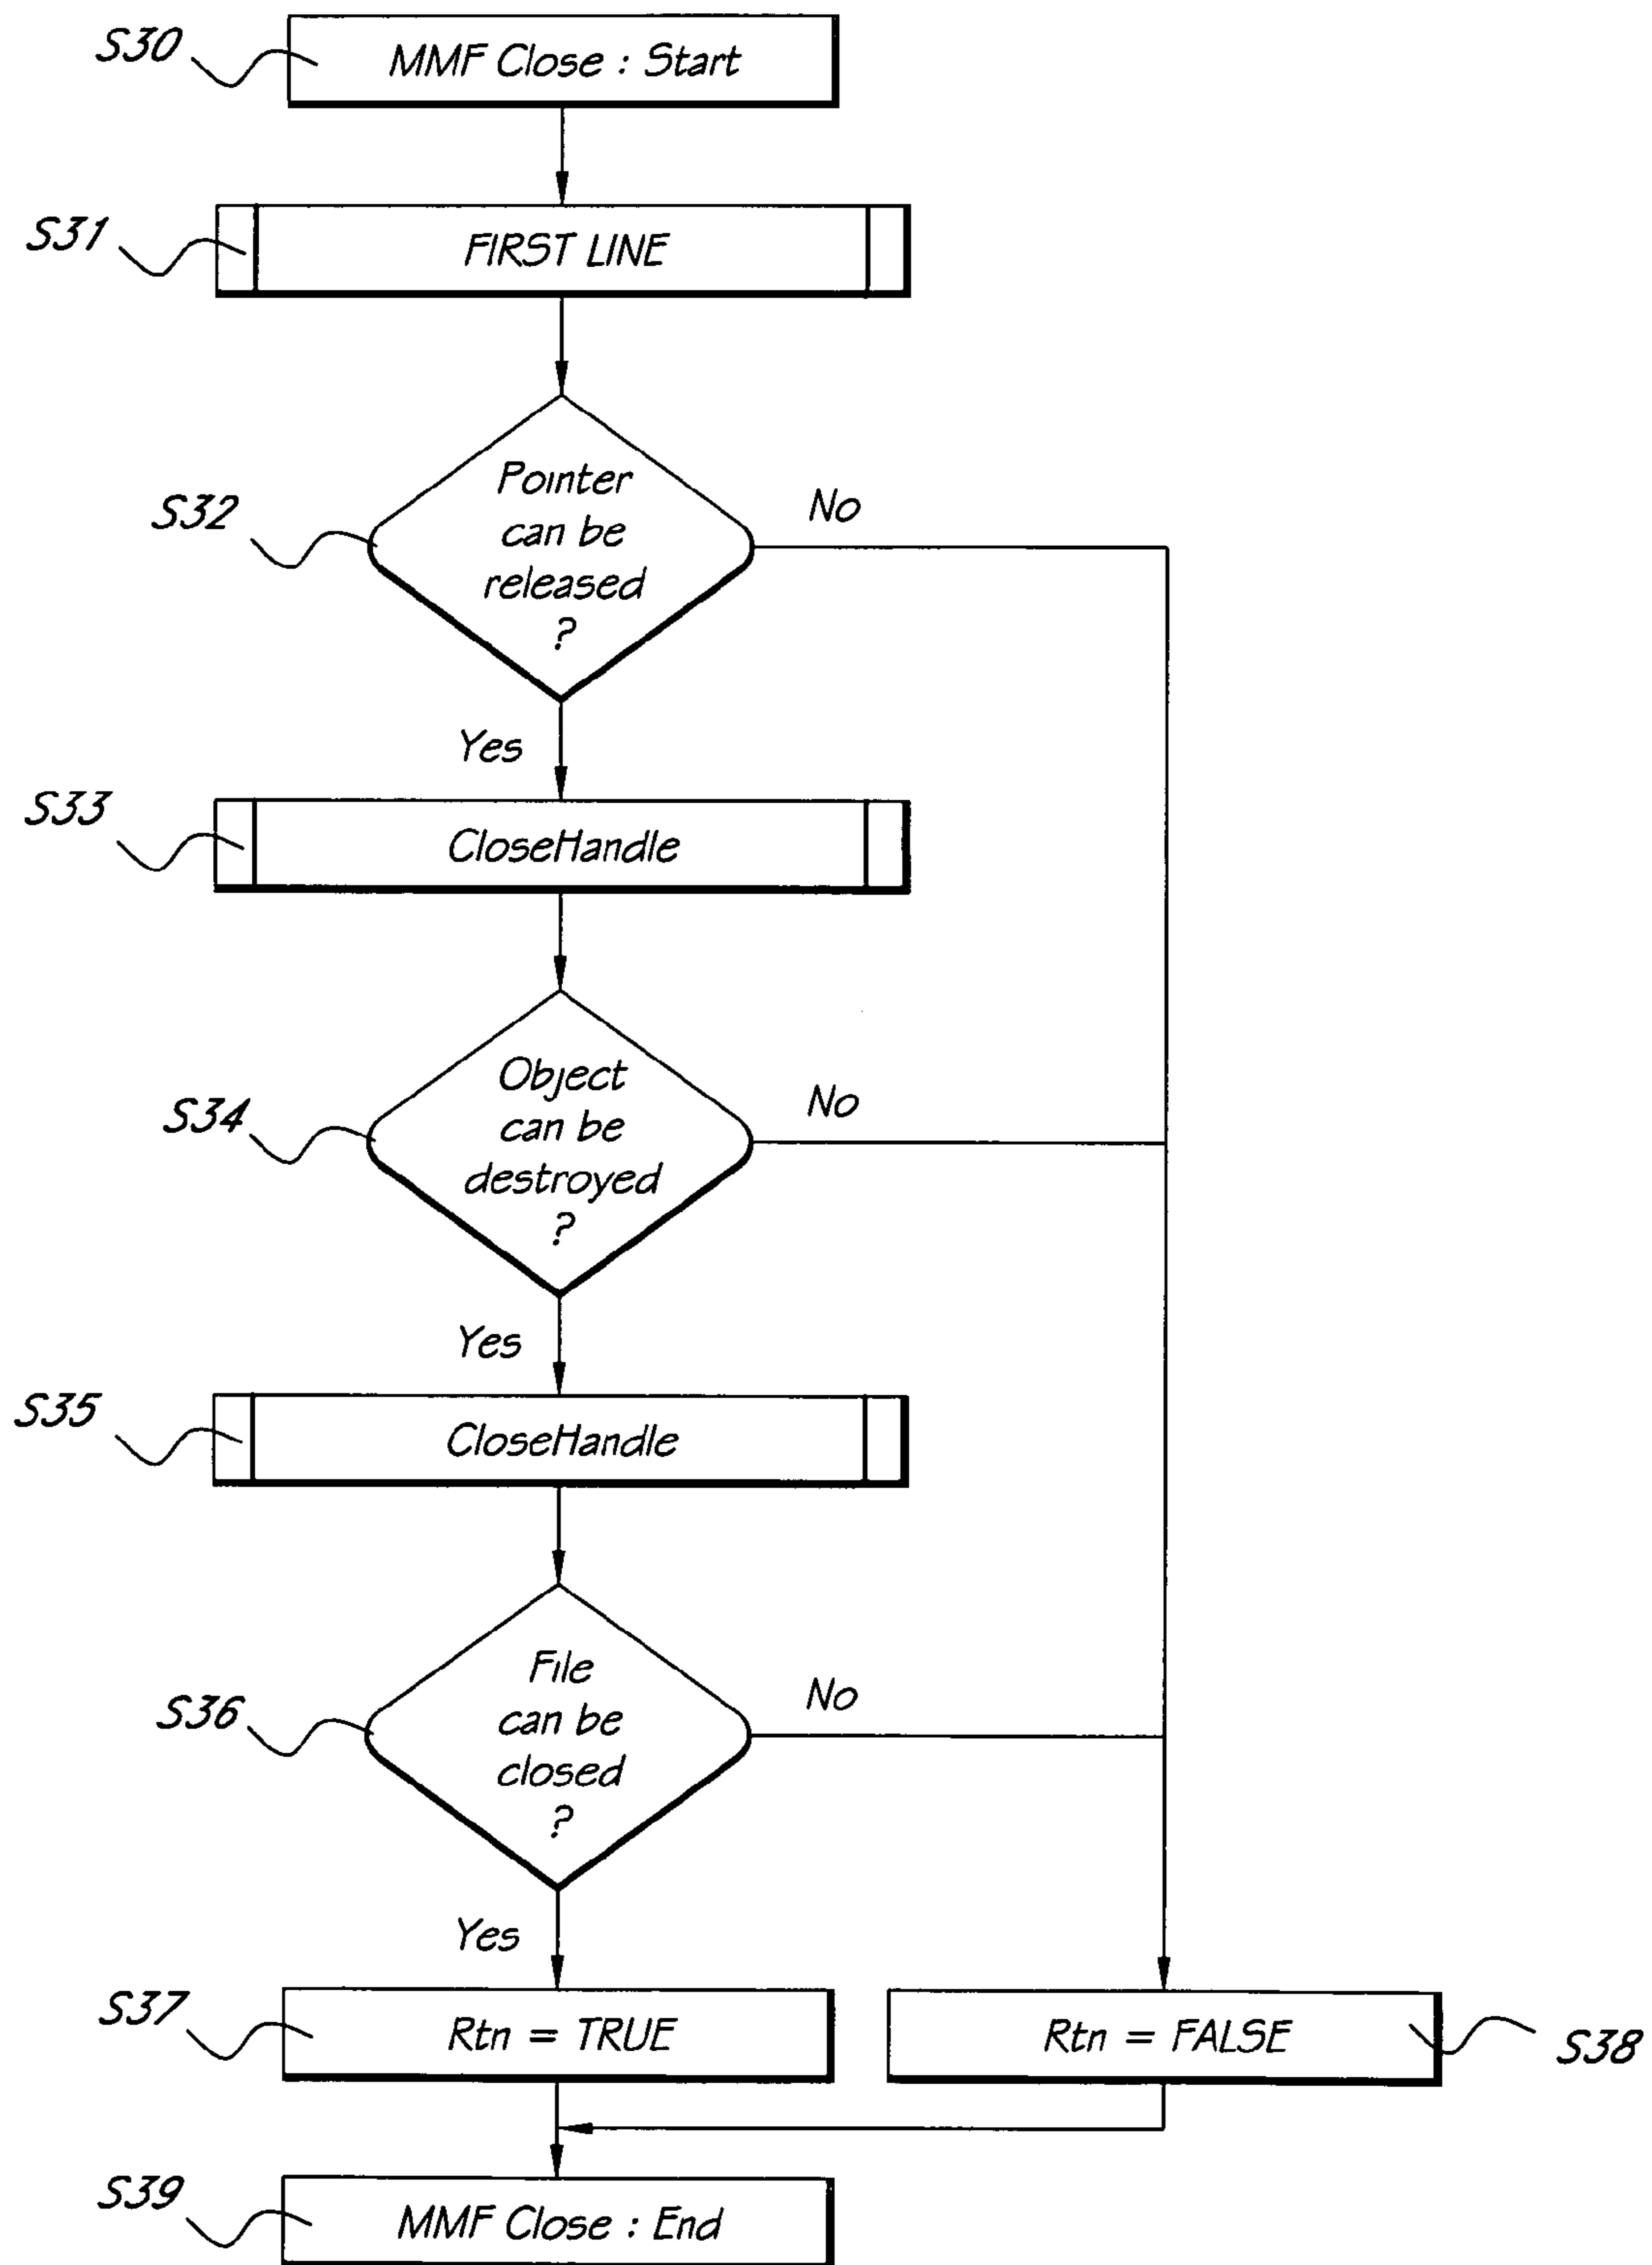 S30
MMF Close : Start
S31
FIRST LINE
S32
Pointer
can be
released
?
No
Yes
S33
CloseHandle
S34
Object
can be
destroyed
?
No
Yes
S35
CloseHandle
S36
File
can be
closed
?
No
Yes
S37
Rtn = TRUE
Rtn = FALSE
S38
S39
MMF Close : End